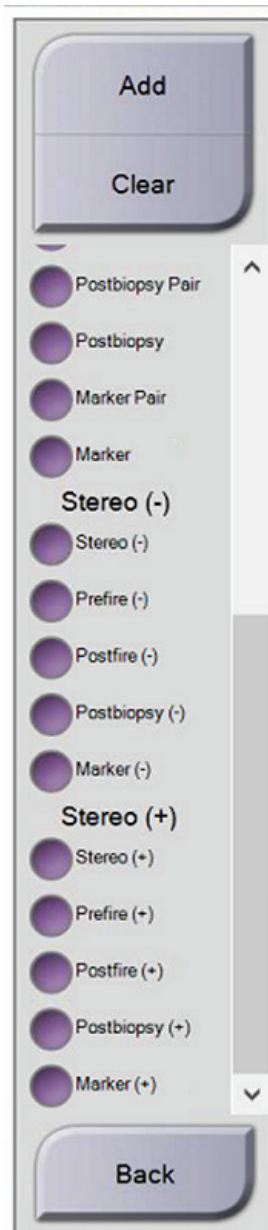 Add
Clear
Postbiopsy Pair
Postbiopsy
Marker Pair
Marker
Stereo (-)
Stereo (-)
Prefire (-)
Postfire (-)
Postbiopsy (-)
Marker (-)
Stereo (+)
Stereo (+)
Prefire (+)
Postfire (+)
Postbiopsy (+)
Marker (+)
Back